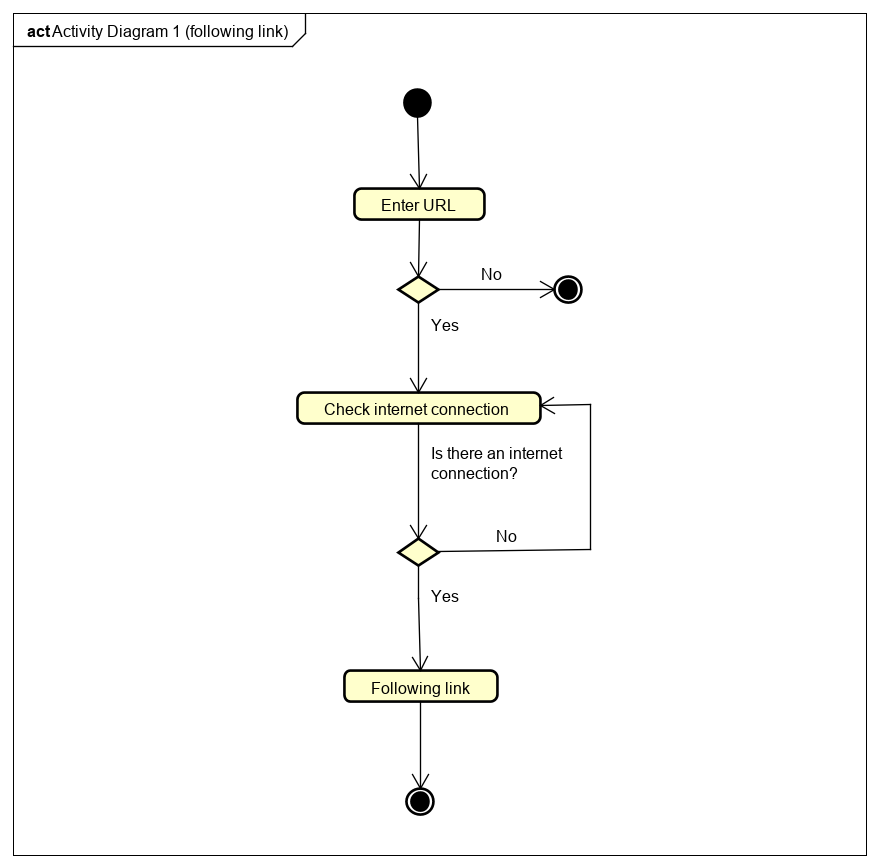 act Activity Diagram 1 (following link)
Enter URL
No
Yes
Check internet connection
Is there an internet
connection?
No
Yes
Following link